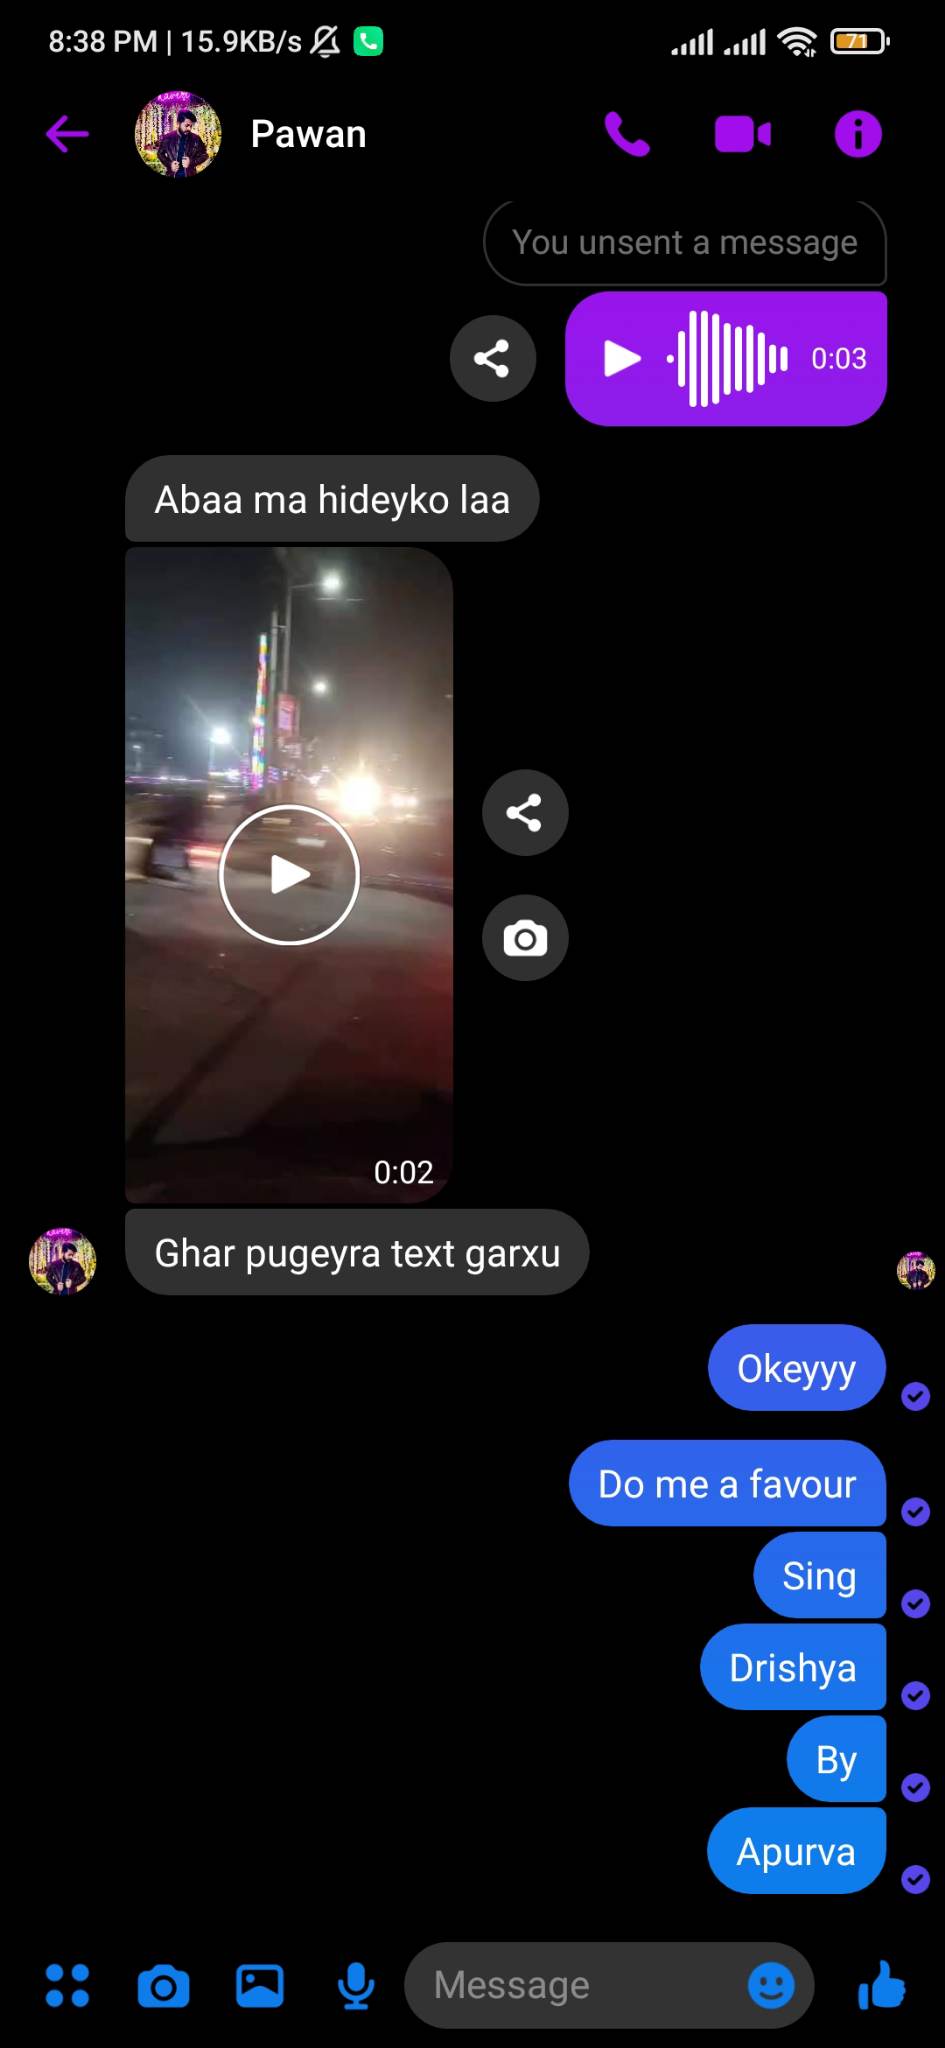 8:38 PM | 15.9KB/s
71
Pawan
You unsent a message
0:03
Abaa ma hideyko laa
0:02
Ghar pugeyra text garxu
Okeyyy
Do me a favour
Sing
Drishya
By
Apurva
Message